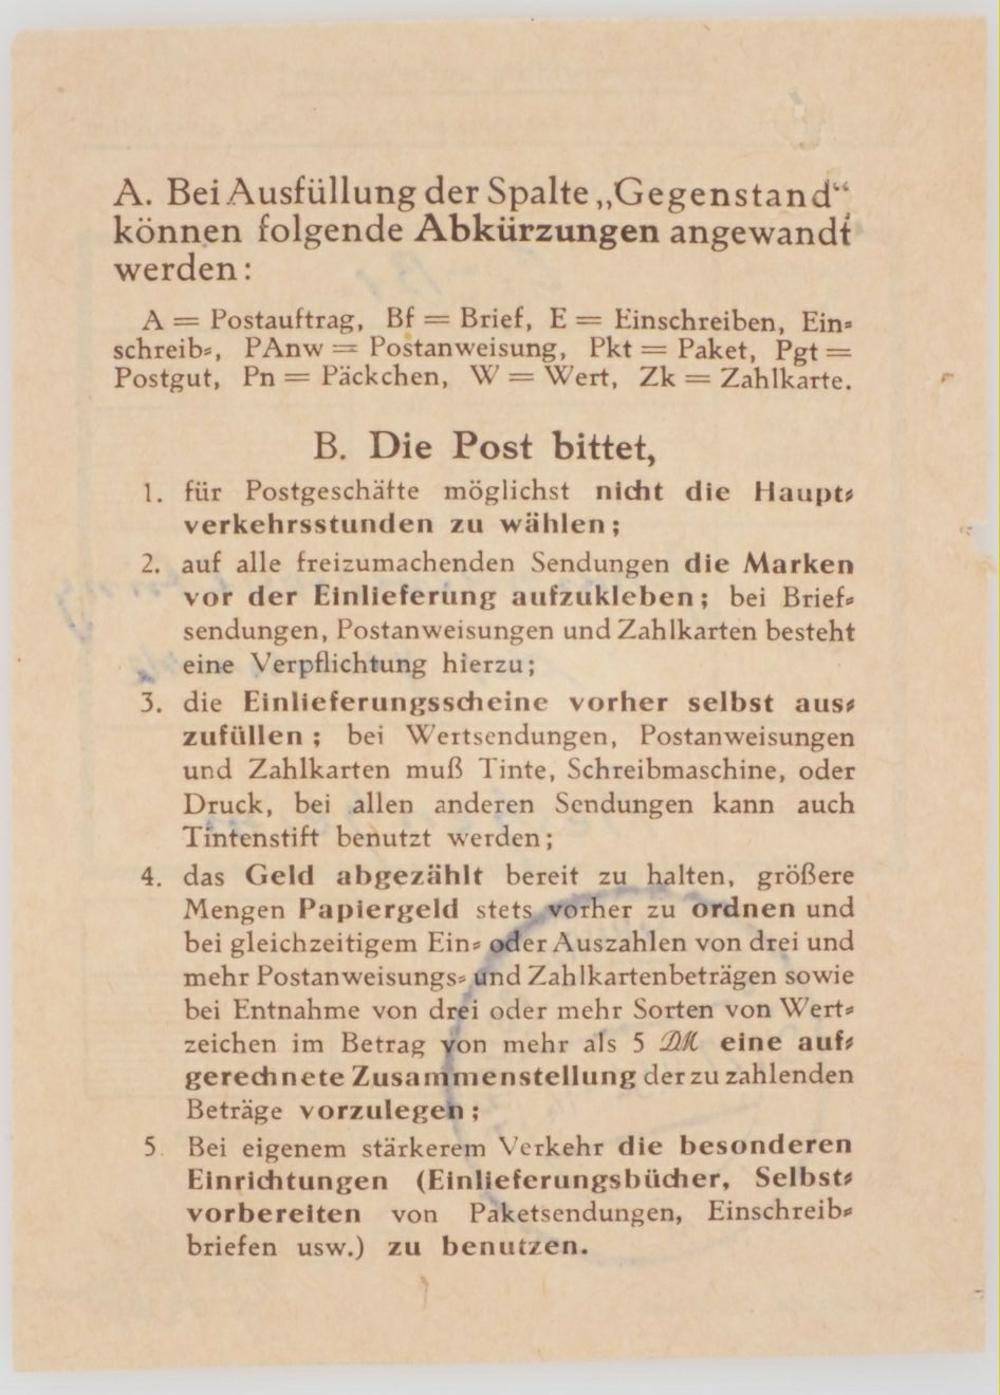 A. Bei Ausfüllung der Spalte „Gegenstand“
können folgende Abkürzungen angewandt
werden:
A = Postauftrag, Bf = Brief, E = Einschreiben, Ein-
schreib-, PAnw = Postanweisung, Pkt = Paket, Pgt =
Postgut, Pn = Päckchen, W = Wert, Zk = Zahlkarte.
B. Die Post bittet,
1. für Postgeschäfte möglichst nicht die Haupt-
verkehrsstunden zu wählen;
2. auf alle freizumachenden Sendungen die Marken
vor der Einlieferung aufzukleben; bei Brief-
sendungen, Postanweisungen und Zahlkarten besteht
eine Verpflichtung hierzu;
3. die Einlieferungsscheine vorher selbst aus-
zufüllen; bei Wertsendungen, Postanweisungen
und Zahlkarten muß Tinte, Schreibmaschine, oder
Druck, bei allen anderen Sendungen kann auch
Tintenstift benutzt werden;
4. das Geld abgezählt bereit zu halten, größere
Mengen Papiergeld stets vorher zu ordnen und
bei gleichzeitigem Ein- oder Auszahlen von drei und
mehr Postanweisungs- und Zahlkartenbeträgen sowie
bei Entnahme von drei oder mehr Sorten von Wert-
zeichen im Betrag von mehr als 5 DM eine auf-
gerechnete Zusammenstellung der zu zahlenden
Beträge vorzulegen;
5. Bei eigenem stärkerem Verkehr die besonderen
Einrichtungen (Einlieferungsbücher, Selbst-
vorbereiten von Paketsendungen, Einschreib-
briefen usw.) zu benutzen.